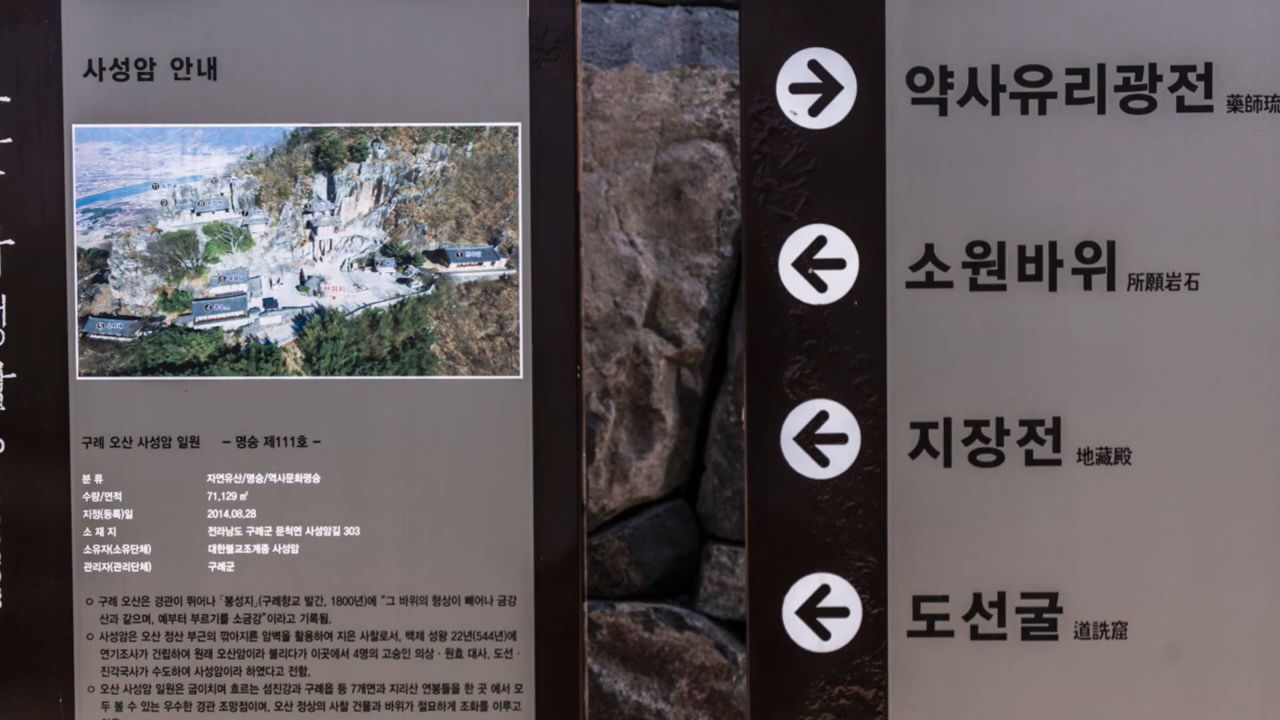 사성암 안내
구례 오산 사성암 일원 – 명승 제111호 –
분 류 자연유산/명승/역사문화명승
수량/면적 71,129 ㎡
지정(등록)일 2014.08.28
소 재 지 전라남도 구례군 문척면 사성암길 303
소유자(소유단체) 대한불교조계종 사성암
관리자(관리단체) 구례군
ㅇ 구례 오산은 경관이 뛰어나 「봉성지」(구례향교 발간, 1800년)에 “그 바위의 형상이 빼어나 금강
산과 같으며, 예부터 부르기를 소금강”이라고 기록됨.
ㅇ 사성암은 오산 정상 부근의 깎아지른 암벽을 활용하여 지은 사찰로서, 백제 성왕 22년(544년)에
연기조사가 건립하여 원래 오산암이라 불리다가 이곳에서 4명의 고승인 의상 · 원효 대사, 도선 ·
진각국사가 수도하여 사성암이라 하였다고 전함.
ㅇ 오산 사성암 일원은 굽이치며 흐르는 섬진강과 구례읍 등 7개면과 지리산 연봉들을 한 곳 에서 모
두 볼 수 있는 우수한 경관 조망점이며, 오산 정상의 사찰 건물과 바위가 절묘하게 조화를 이루고
약사유리광전 藥師琉
소원바위 所願岩石
지장전 地藏殿
도선굴 道詵窟